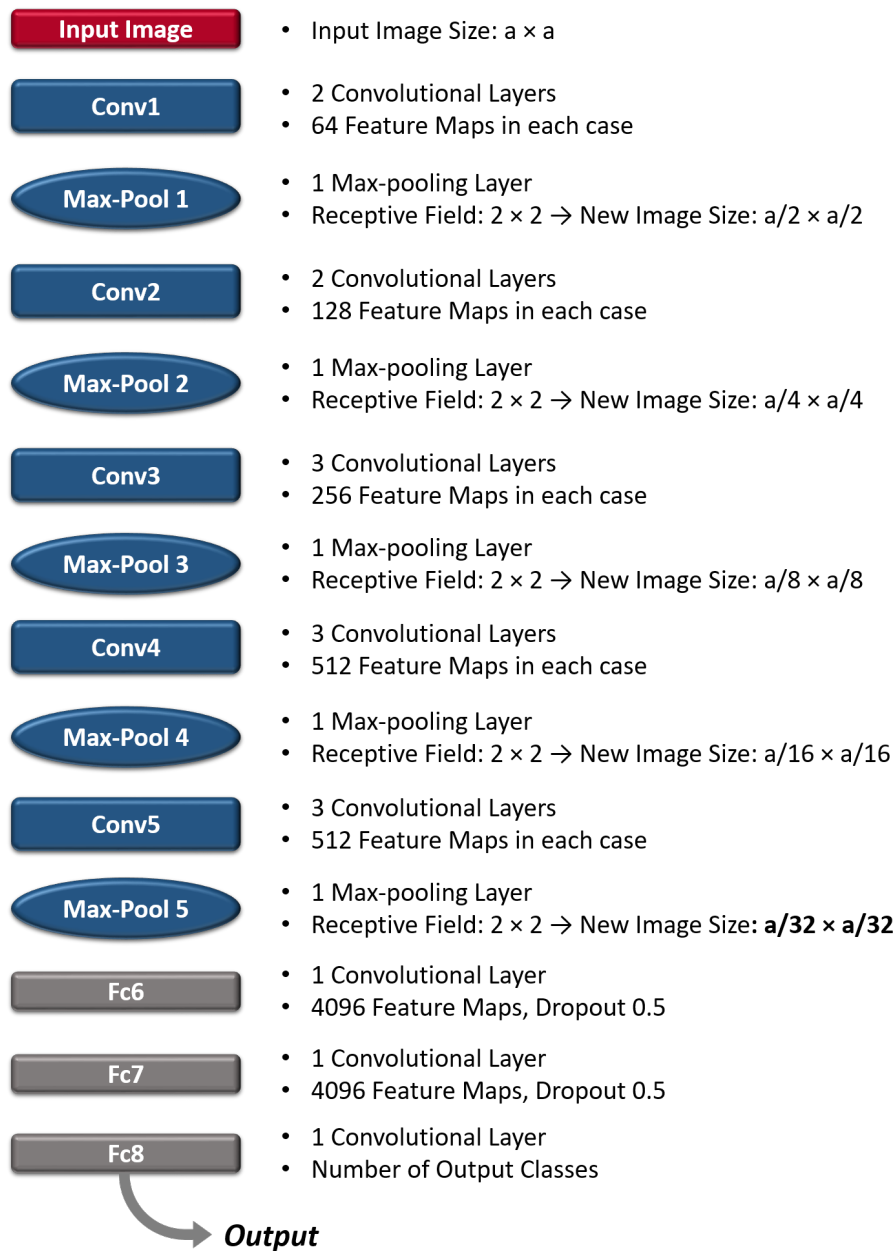 Input Image
• Input Image Size: a × a
Conv1
• 2 Convolutional Layers
• 64 Feature Maps in each case
Max-Pool 1
• 1 Max-pooling Layer
• Receptive Field: 2 × 2 → New Image Size: a/2 × a/2
Conv2
• 2 Convolutional Layers
• 128 Feature Maps in each case
Max-Pool 2
• 1 Max-pooling Layer
• Receptive Field: 2 × 2 → New Image Size: a/4 × a/4
Conv3
• 3 Convolutional Layers
• 256 Feature Maps in each case
Max-Pool 3
• 1 Max-pooling Layer
• Receptive Field: 2 × 2 → New Image Size: a/8 × a/8
Conv4
• 3 Convolutional Layers
• 512 Feature Maps in each case
Max-Pool 4
• 1 Max-pooling Layer
• Receptive Field: 2 × 2 → New Image Size: a/16 × a/16
Conv5
• 3 Convolutional Layers
• 512 Feature Maps in each case
Max-Pool 5
• 1 Max-pooling Layer
• Receptive Field: 2 × 2 → New Image Size: a/32 × a/32
Fc6
• 1 Convolutional Layer
• 4096 Feature Maps, Dropout 0.5
Fc7
• 1 Convolutional Layer
• 4096 Feature Maps, Dropout 0.5
Fc8
• 1 Convolutional Layer
• Number of Output Classes
Output